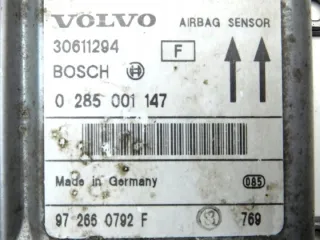 VOLVO AIRBAG SENSOR
30611294 F
BOSCH
0 285 001 147
Made in Germany 085
97 266 0792 F 769